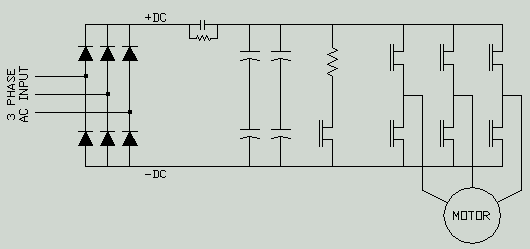 +DC
3 PHASE
AC INPUT
-DC
MOTOR